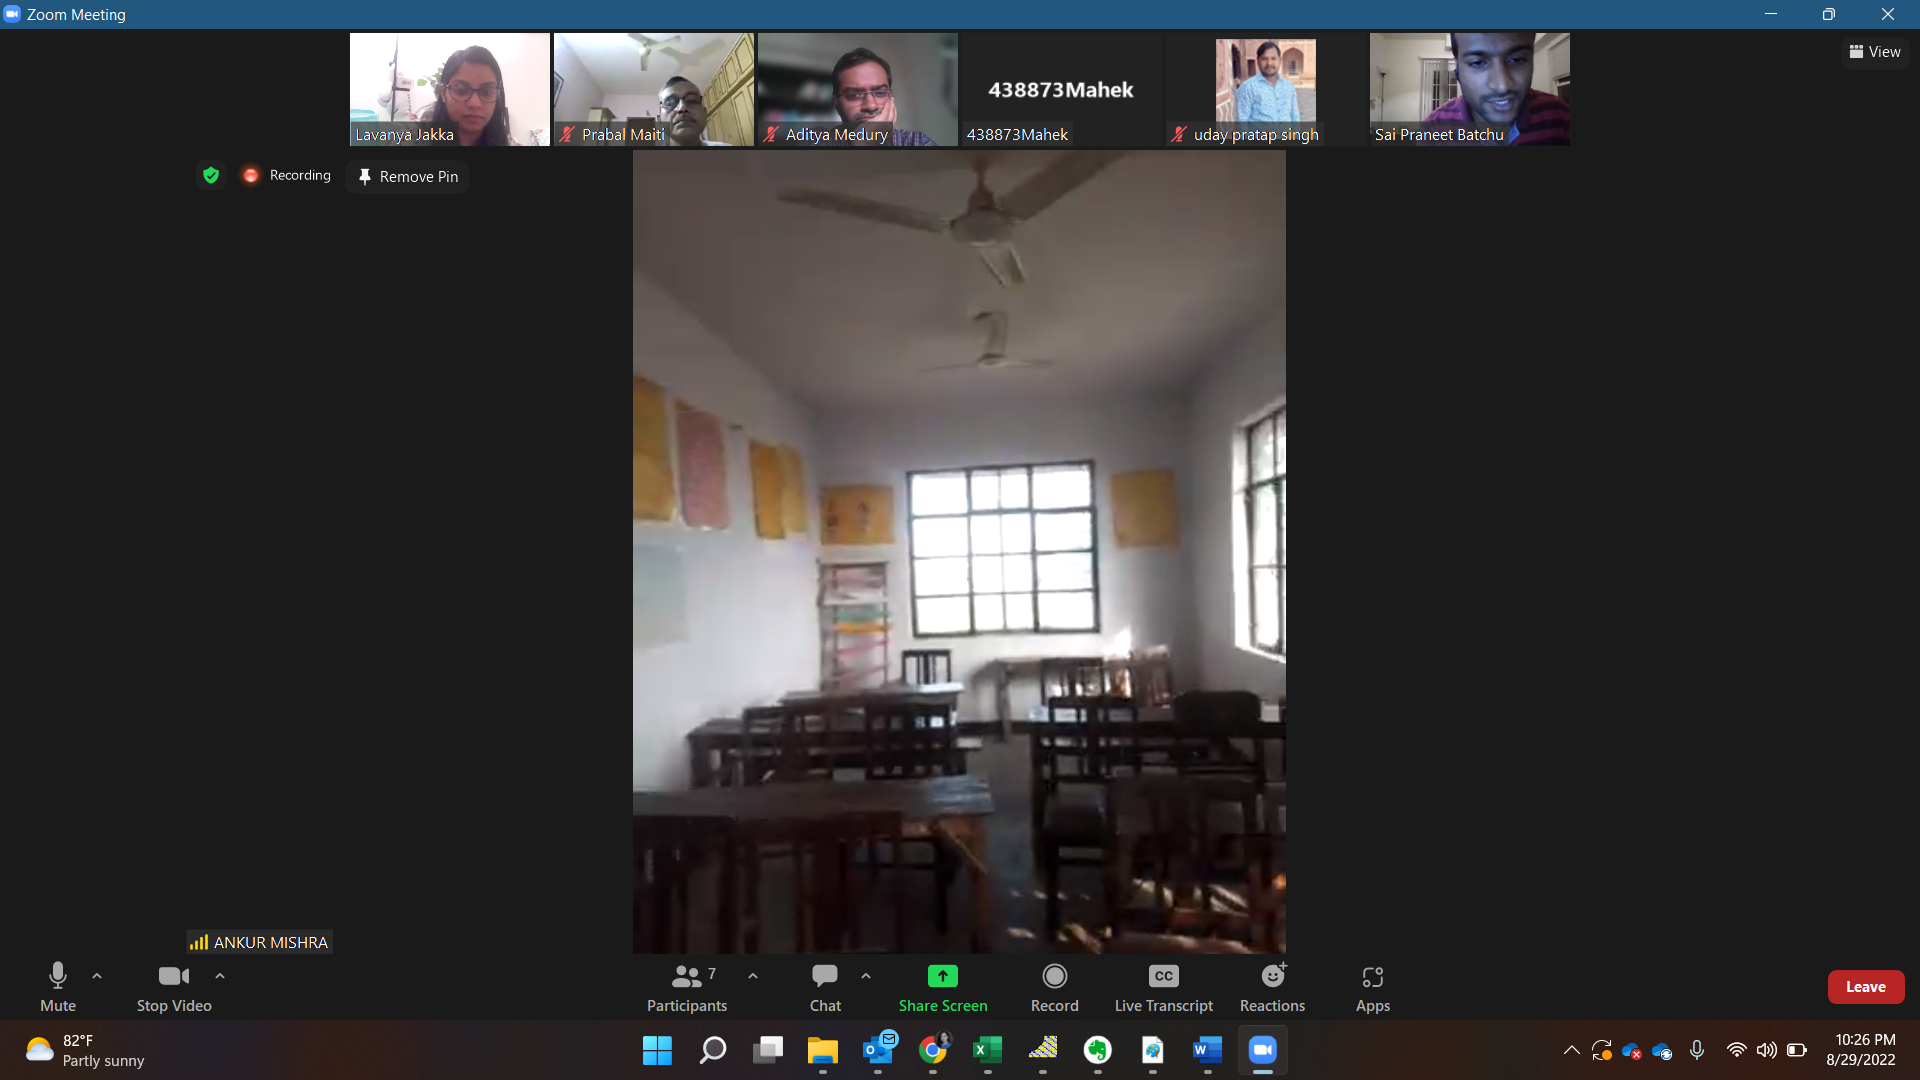 Zoom Meeting
View
Lavanya Jakka
Prabal Maiti
Aditya Medury
438873Mahek
438873Mahek
uday pratap singh
Sai Praneet Batchu
Recording
Remove Pin
ANKUR MISHRA
7
CC
Mute
Stop Video
Participants
Chat
Share Screen
Record
Live Transcript
Reactions
Apps
Leave
82°F
Partly sunny
10:26 PM
8/29/2022